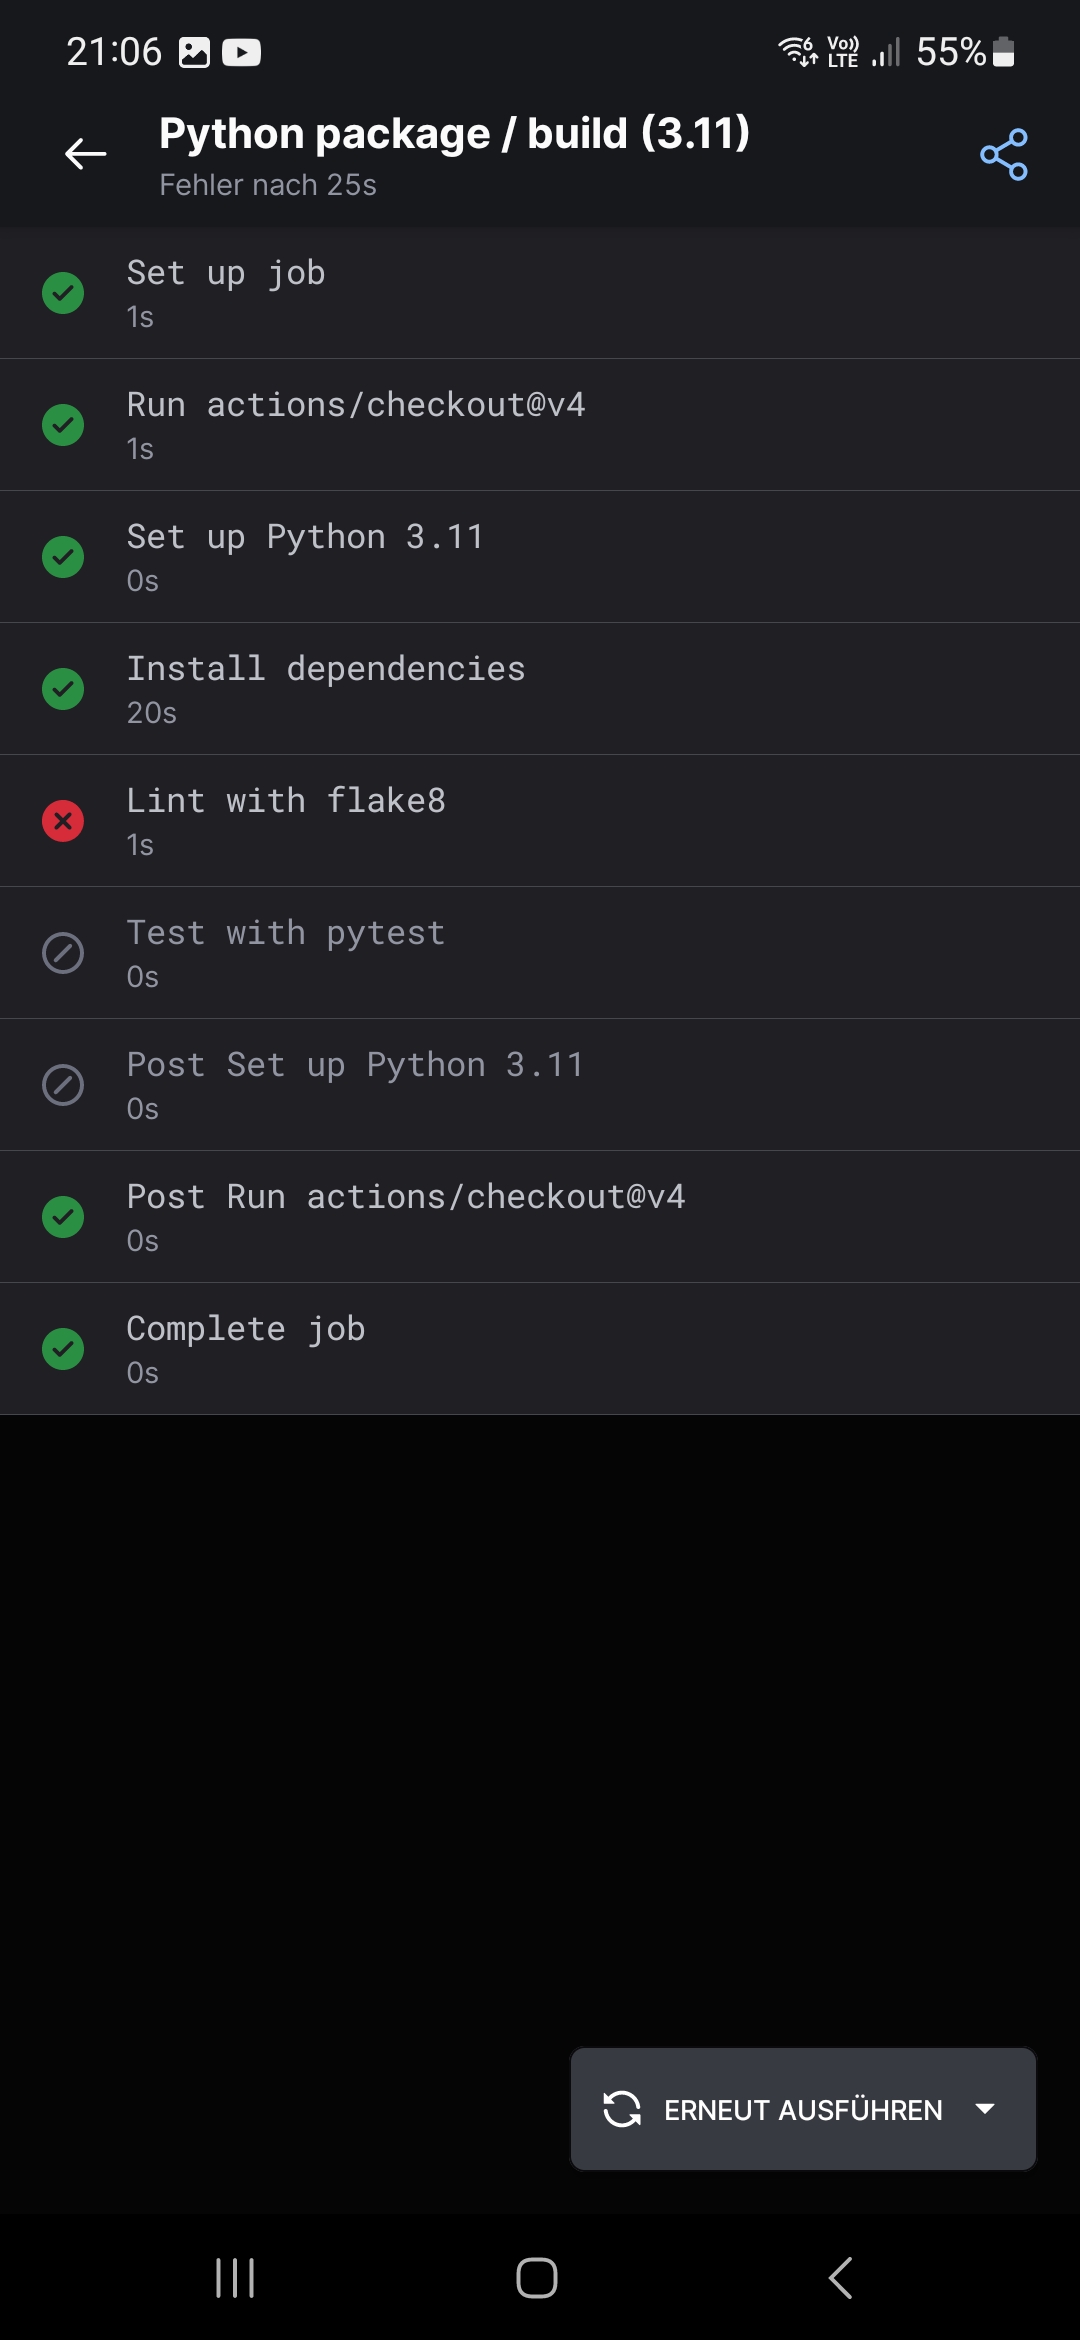 21:06
Vo)) LTE 55%
Python package / build (3.11)
Fehler nach 25s
Set up job
1s
Run actions/checkout@v4
1s
Set up Python 3.11
0s
Install dependencies
20s
Lint with flake8
1s
Test with pytest
0s
Post Set up Python 3.11
0s
Post Run actions/checkout@v4
0s
Complete job
0s
ERNEUT AUSFÜHREN